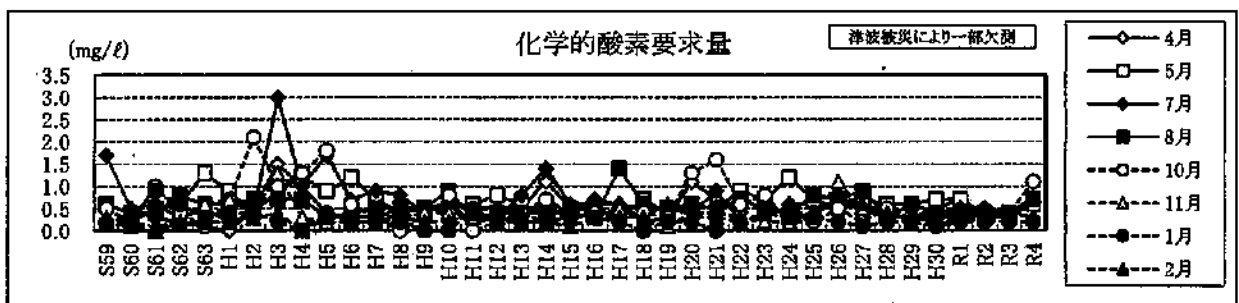 化学的酸素要求量
津波被災により一部欠測
(mg/ℓ)
3.5
3.0
2.5
2.0
1.5
1.0
0.5
0.0
S59
S60
S61
S62
S63
H1
H2
H3
H4
H5
H6
H7
H8
H9
H10
H11
H12
H13
H14
H15
H16
H17
H18
H19
H20
H21
H22
H23
H24
H25
H26
H27
H28
H29
H30
R1
R2
R3
R4
4月
5月
7月
8月
10月
11月
1月
2月